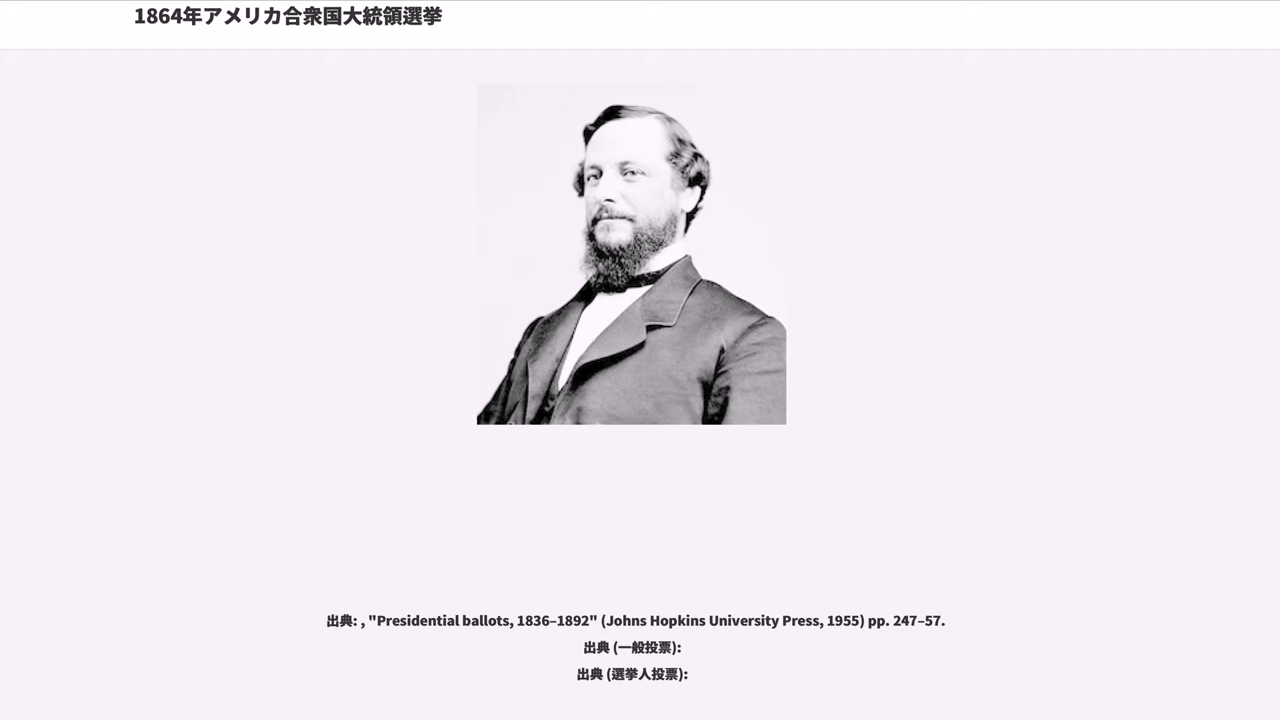 1864年アメリカ合衆国大統領選挙
出典: , "Presidential ballots, 1836–1892" (Johns Hopkins University Press, 1955) pp. 247–57.
出典 (一般投票):
出典 (選挙人投票):